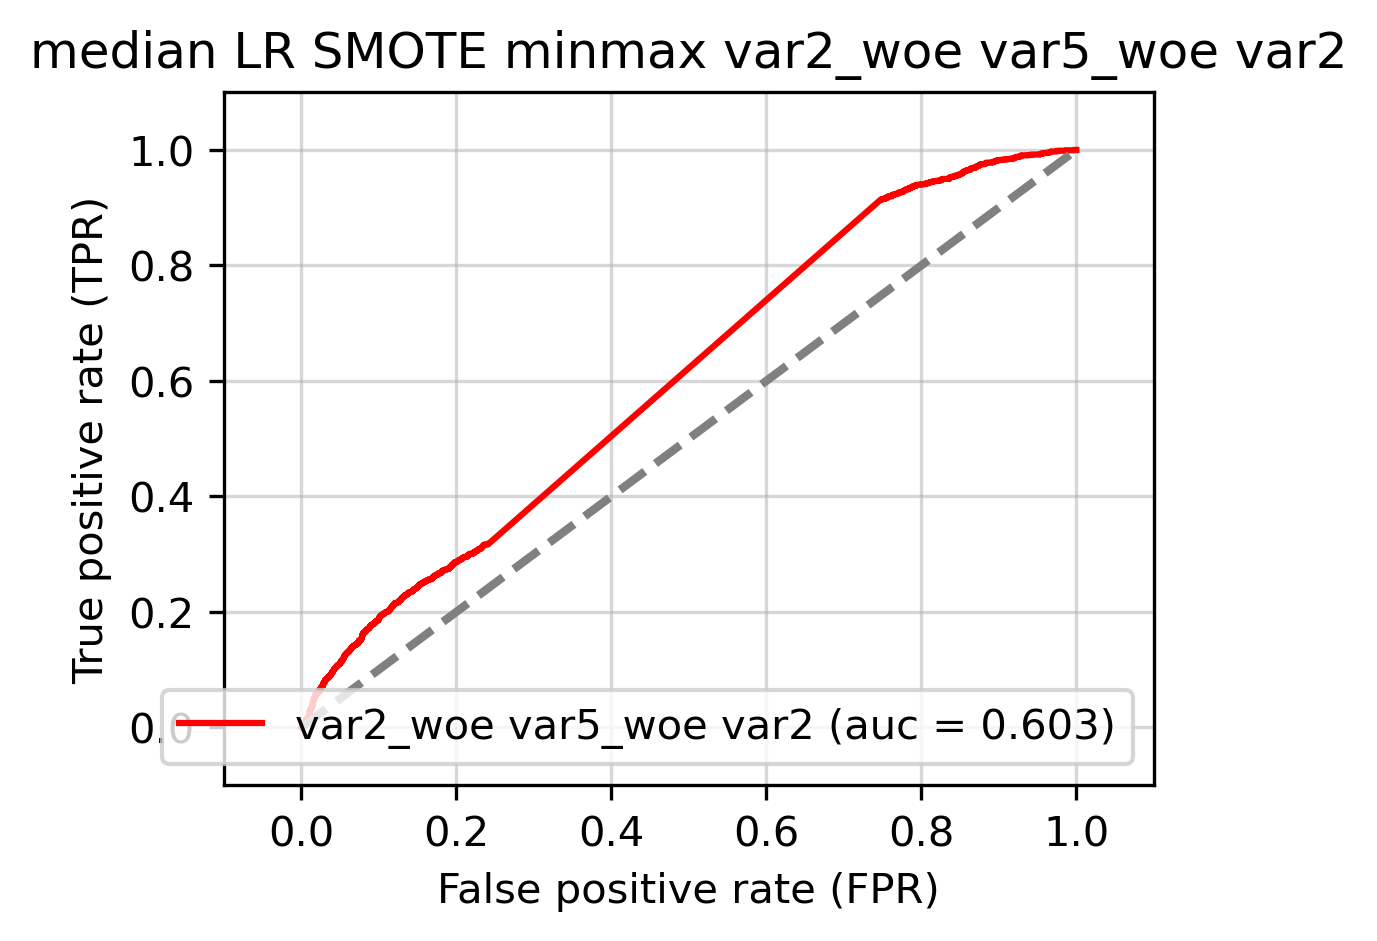 median LR SMOTE minmax var2_woe var5_woe var2
1.0
0.8
0.6
0.4
0.2
0.0
True positive rate (TPR)
var2_woe var5_woe var2 (auc = 0.603)
0.0 0.2 0.4 0.6 0.8 1.0
False positive rate (FPR)